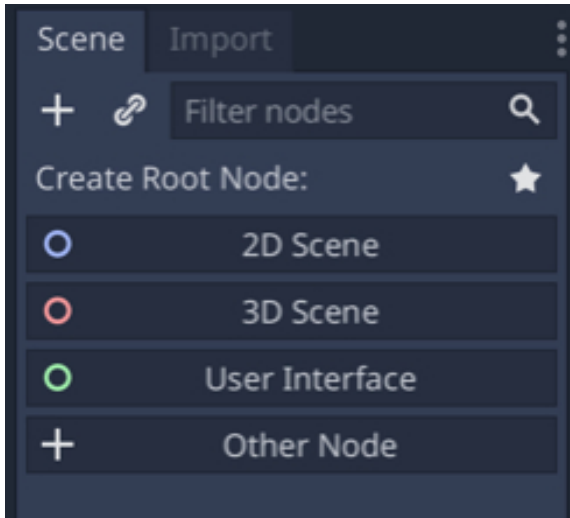 Scene Import
Filter nodes
Create Root Node:
2D Scene
3D Scene
User Interface
Other Node